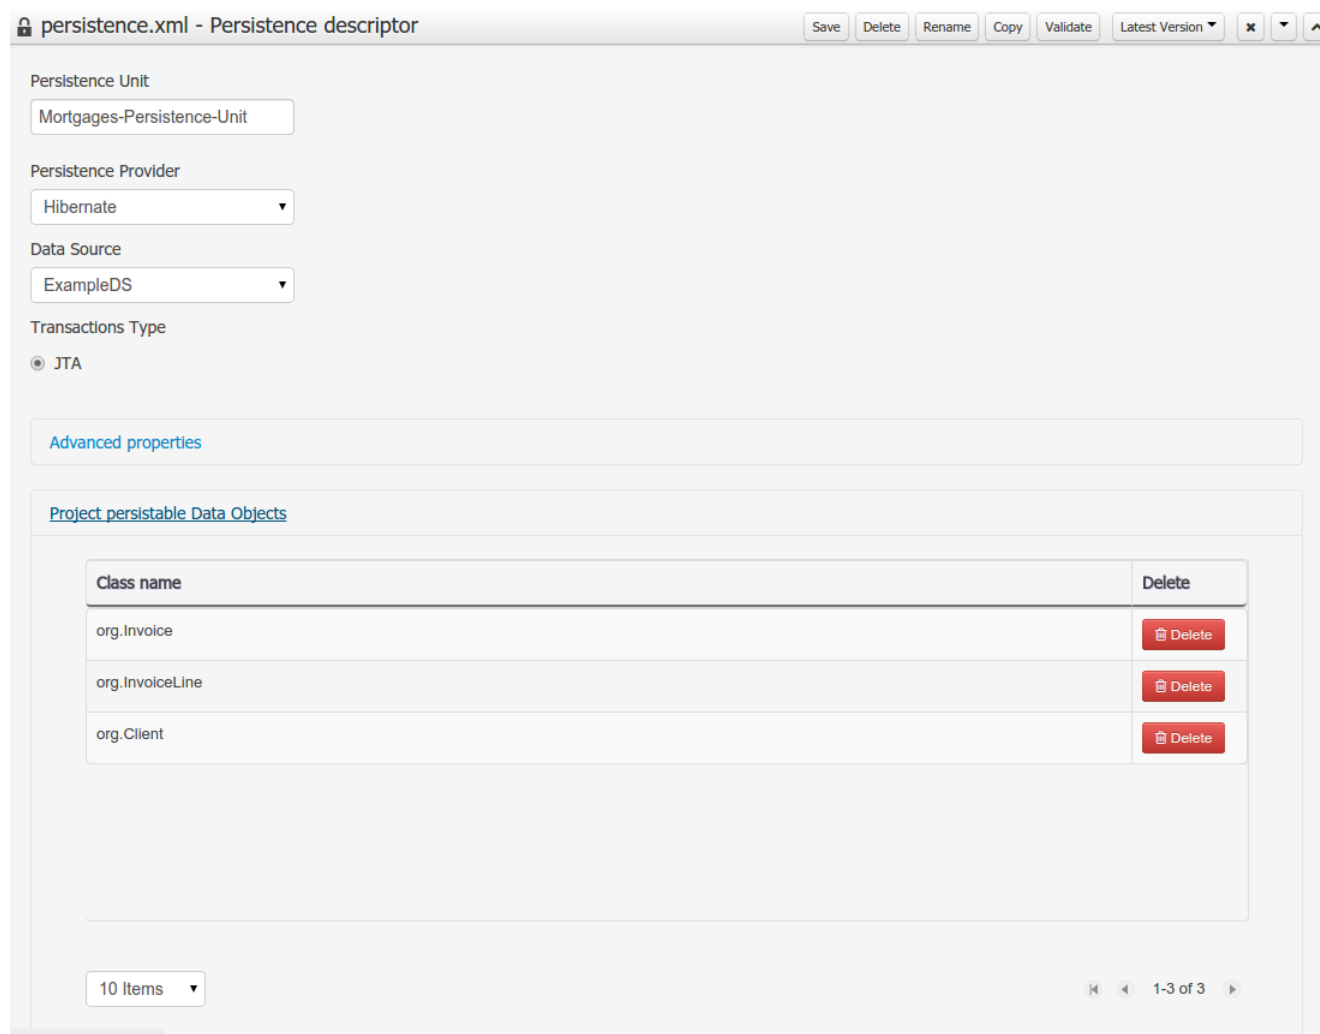 persistence.xml - Persistence descriptor
Save Delete Rename Copy Validate Latest Version
Persistence Unit
Mortgages-Persistence-Unit
Persistence Provider
Hibernate
Data Source
ExampleDS
Transactions Type
JTA
Advanced properties
Project persistable Data Objects
Class name Delete
org.Invoice Delete
org.InvoiceLine Delete
org.Client Delete
10 Items 1-3 of 3